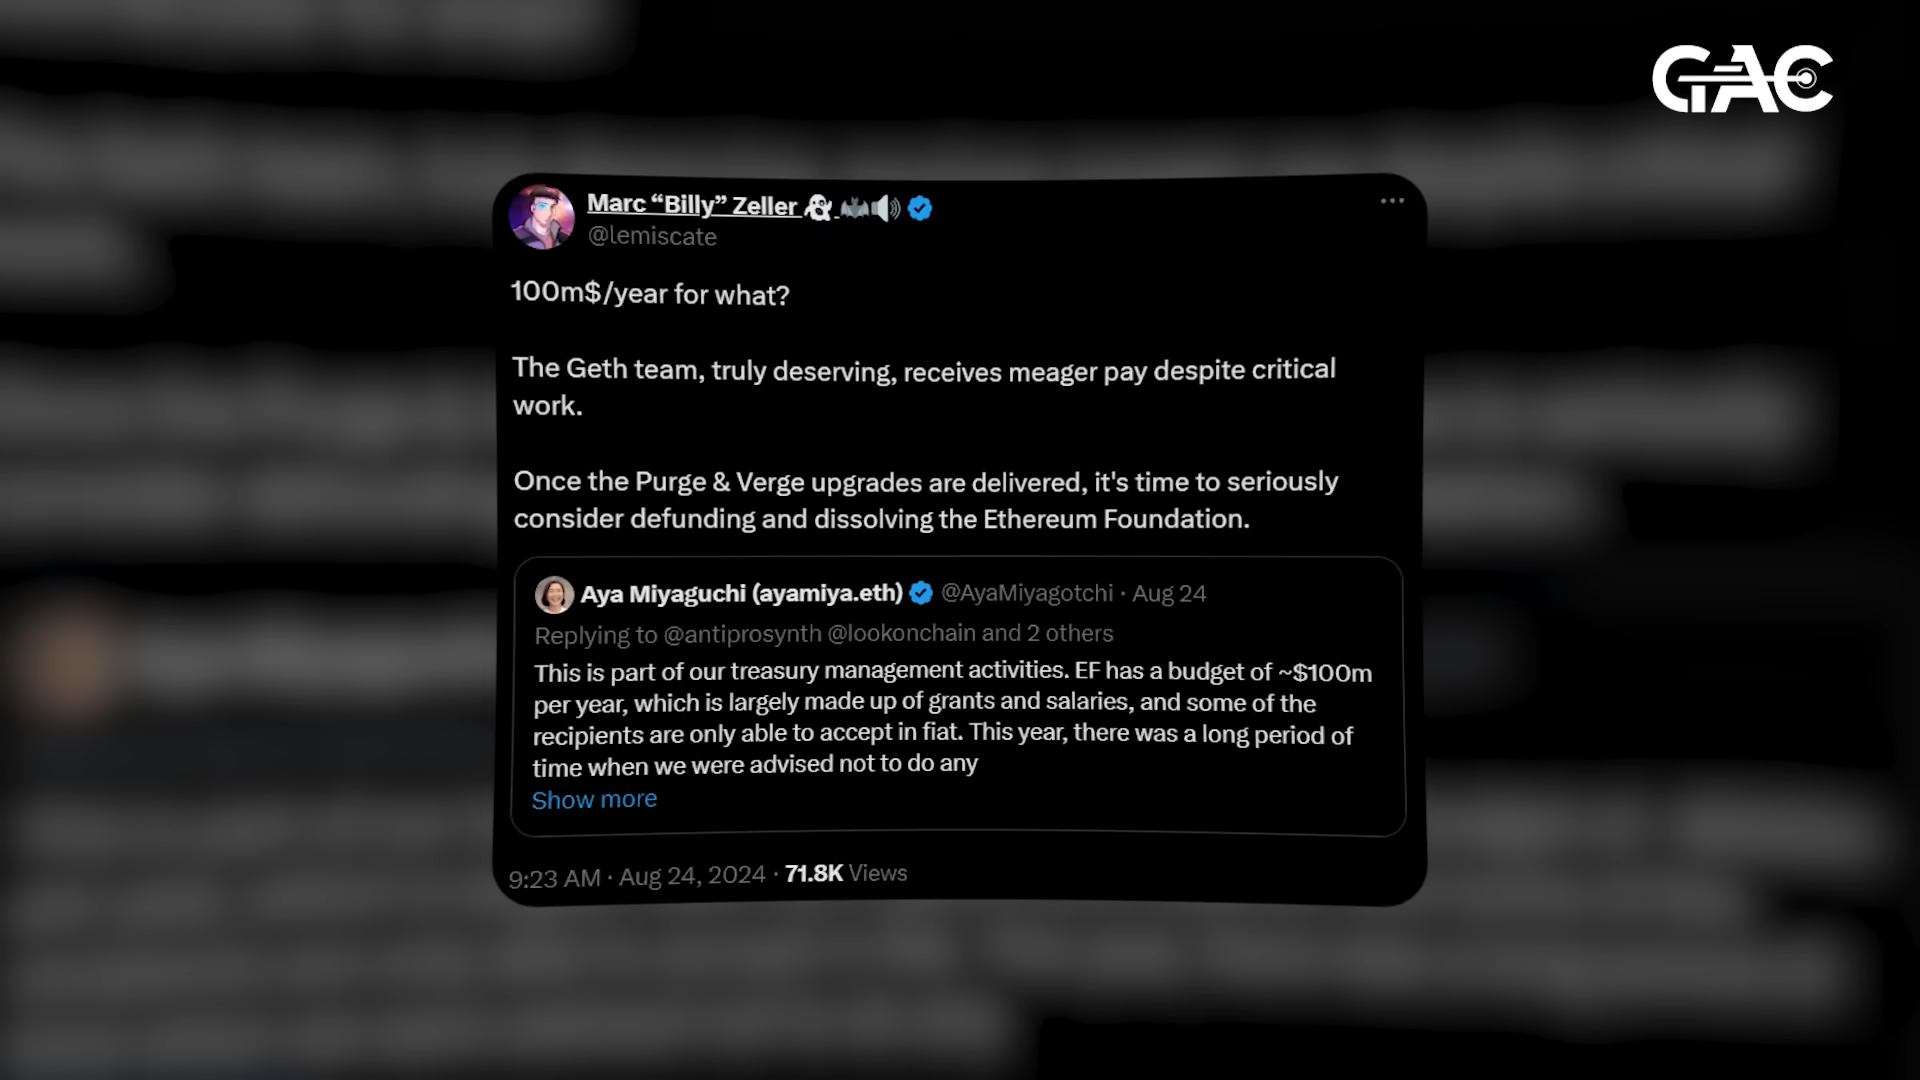 GAC
Marc “Billy” Zeller 👻🦇🔊
@lemiscate
100m$/year for what?
The Geth team, truly deserving, receives meager pay despite critical
work.
Once the Purge & Verge upgrades are delivered, it's time to seriously
consider defunding and dissolving the Ethereum Foundation.
Aya Miyaguchi (ayamiya.eth) @AyaMiyagotchi · Aug 24
Replying to @antiprosynth @lookonchain and 2 others
This is part of our treasury management activities. EF has a budget of ~$100m
per year, which is largely made up of grants and salaries, and some of the
recipients are only able to accept in fiat. This year, there was a long period of
time when we were advised not to do any
Show more
9:23 AM · Aug 24, 2024 · 71.8K Views